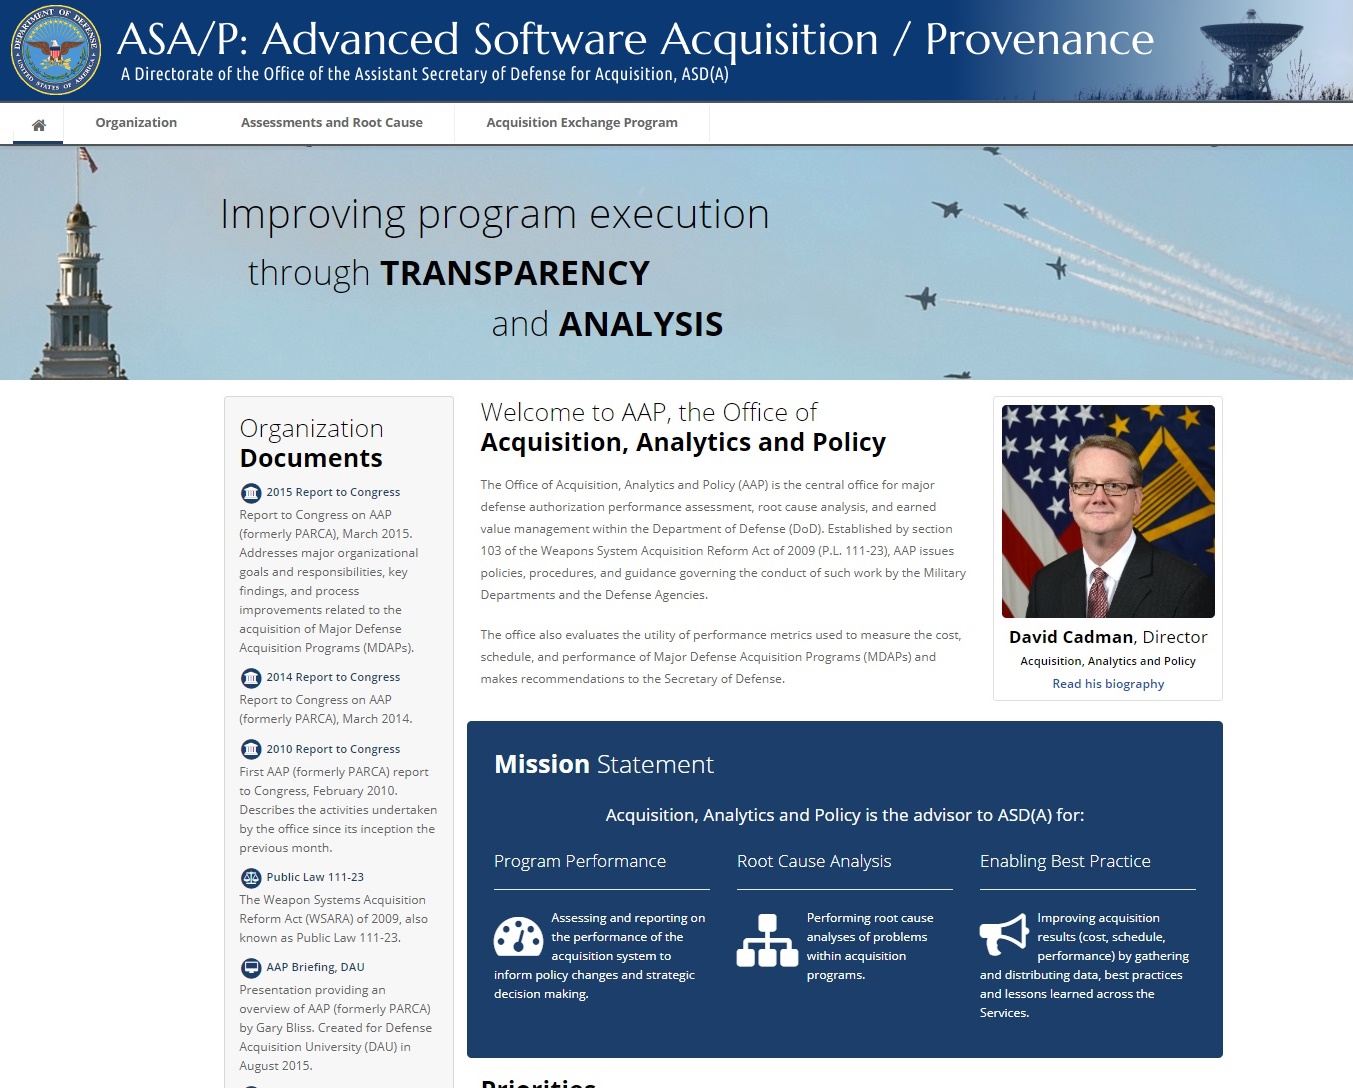 ASA/P: Advanced Software Acquisition / Provenance
A Directorate of the Office of the Assistant Secretary of Defense for Acquisition, ASD(A)
DEPARTMENT OF DEFENSE
UNITED STATES OF AMERICA
Organization
Assessments and Root Cause
Acquisition Exchange Program
Improving program execution
through TRANSPARENCY
and ANALYSIS
Organization
Documents
2015 Report to Congress
Report to Congress on AAP
(formerly PARCA), March 2015.
Addresses major organizational
goals and responsibilities, key
findings, and process
improvements related to the
acquisition of Major Defense
Acquisition Programs (MDAPs).
2014 Report to Congress
Report to Congress on AAP
(formerly PARCA), March 2014.
2010 Report to Congress
First AAP (formerly PARCA) report
to Congress, February 2010.
Describes the activities undertaken
by the office since its inception the
previous month.
Public Law 111-23
The Weapon Systems Acquisition
Reform Act (WSARA) of 2009, also
known as Public Law 111-23.
AAP Briefing, DAU
Presentation providing an
overview of AAP (formerly PARCA)
by Gary Bliss. Created for Defense
Acquisition University (DAU) in
August 2015.
Welcome to AAP, the Office of
Acquisition, Analytics and Policy
The Office of Acquisition, Analytics and Policy (AAP) is the central office for major
defense authorization performance assessment, root cause analysis, and earned
value management within the Department of Defense (DoD). Established by section
103 of the Weapons System Acquisition Reform Act of 2009 (P.L. 111-23), AAP issues
policies, procedures, and guidance governing the conduct of such work by the Military
Departments and the Defense Agencies.
The office also evaluates the utility of performance metrics used to measure the cost,
schedule, and performance of Major Defense Acquisition Programs (MDAPs) and
makes recommendations to the Secretary of Defense.
David Cadman, Director
Acquisition, Analytics and Policy
Read his biography
Mission Statement
Acquisition, Analytics and Policy is the advisor to ASD(A) for:
Program Performance
Assessing and reporting on
the performance of the
acquisition system to
inform policy changes and strategic
decision making.
Root Cause Analysis
Performing root cause
analyses of problems
within acquisition
programs.
Enabling Best Practice
Improving acquisition
results (cost, schedule,
performance) by gathering
and distributing data, best practices
and lessons learned across the
Services.
Priorities